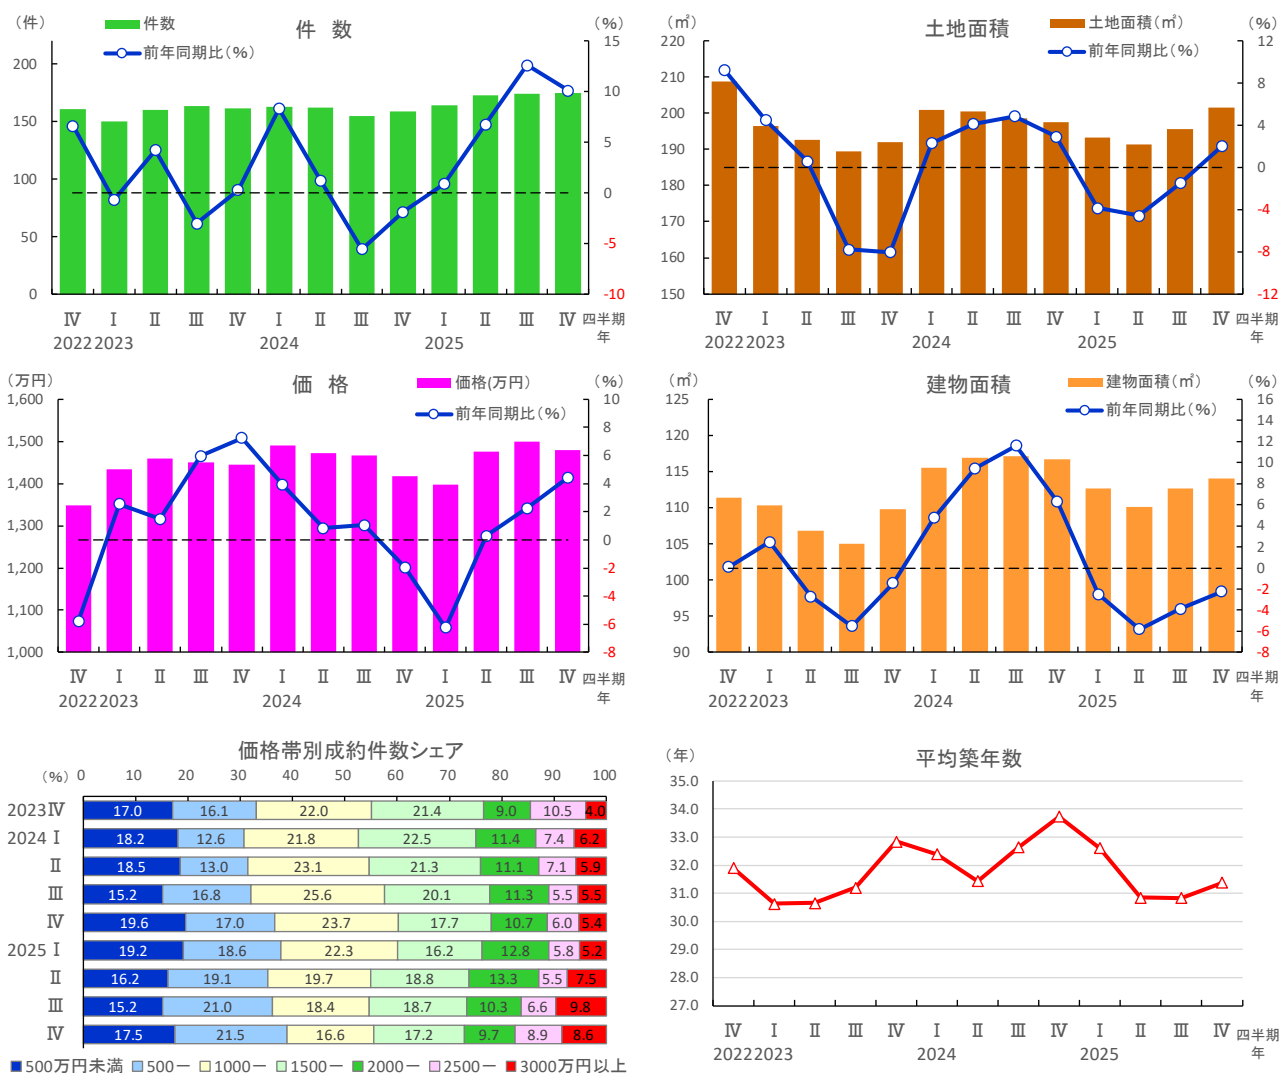 (件)
件数
件 数
(%)
前年同期比(%)
200
150
100
50
0
15
10
5
0
-5
-10
Ⅳ Ⅰ Ⅱ Ⅲ Ⅳ Ⅰ Ⅱ Ⅲ Ⅳ Ⅰ Ⅱ Ⅲ Ⅳ 四半期
2022 2023 2024 2025 年
(㎡)
土地面積
土地面積(㎡)
(%)
前年同期比(%)
220
210
200
190
180
170
160
150
12
8
4
0
-4
-8
-12
Ⅳ Ⅰ Ⅱ Ⅲ Ⅳ Ⅰ Ⅱ Ⅲ Ⅳ Ⅰ Ⅱ Ⅲ Ⅳ 四半期
2022 2023 2024 2025 年
(万円)
価 格
価格(万円)
(%)
前年同期比(%)
1,600
1,500
1,400
1,300
1,200
1,100
1,000
10
8
6
4
2
0
-2
-4
-6
-8
Ⅳ Ⅰ Ⅱ Ⅲ Ⅳ Ⅰ Ⅱ Ⅲ Ⅳ Ⅰ Ⅱ Ⅲ Ⅳ 四半期
2022 2023 2024 2025 年
(㎡)
建物面積
建物面積(㎡)
(%)
前年同期比(%)
125
120
115
110
105
100
95
90
16
14
12
10
8
6
4
2
0
-2
-4
-6
-8
Ⅳ Ⅰ Ⅱ Ⅲ Ⅳ Ⅰ Ⅱ Ⅲ Ⅳ Ⅰ Ⅱ Ⅲ Ⅳ 四半期
2022 2023 2024 2025 年
価格帯別成約件数シェア
(%) 0 10 20 30 40 50 60 70 80 90 100
2023 Ⅳ 17.0 16.1 22.0 21.4 9.0 10.5 4.0
2024 Ⅰ 18.2 12.6 21.8 22.5 11.4 7.4 6.2
Ⅱ 18.5 13.0 23.1 21.3 11.1 7.1 5.9
Ⅲ 15.2 16.8 25.6 20.1 11.3 5.5 5.5
Ⅳ 19.6 17.0 23.7 17.7 10.7 6.0 5.4
2025 Ⅰ 19.2 18.6 22.3 16.2 12.8 5.8 5.2
Ⅱ 16.2 19.1 19.7 18.8 13.3 5.5 7.5
Ⅲ 15.2 21.0 18.4 18.7 10.3 6.6 9.8
Ⅳ 17.5 21.5 16.6 17.2 9.7 8.9 8.6
500万円未満 500ー 1000ー 1500ー 2000ー 2500ー 3000万円以上
(年)
平均築年数
35.0
34.0
33.0
32.0
31.0
30.0
29.0
28.0
27.0
Ⅳ Ⅰ Ⅱ Ⅲ Ⅳ Ⅰ Ⅱ Ⅲ Ⅳ Ⅰ Ⅱ Ⅲ Ⅳ 四半期
2022 2023 2024 2025 年